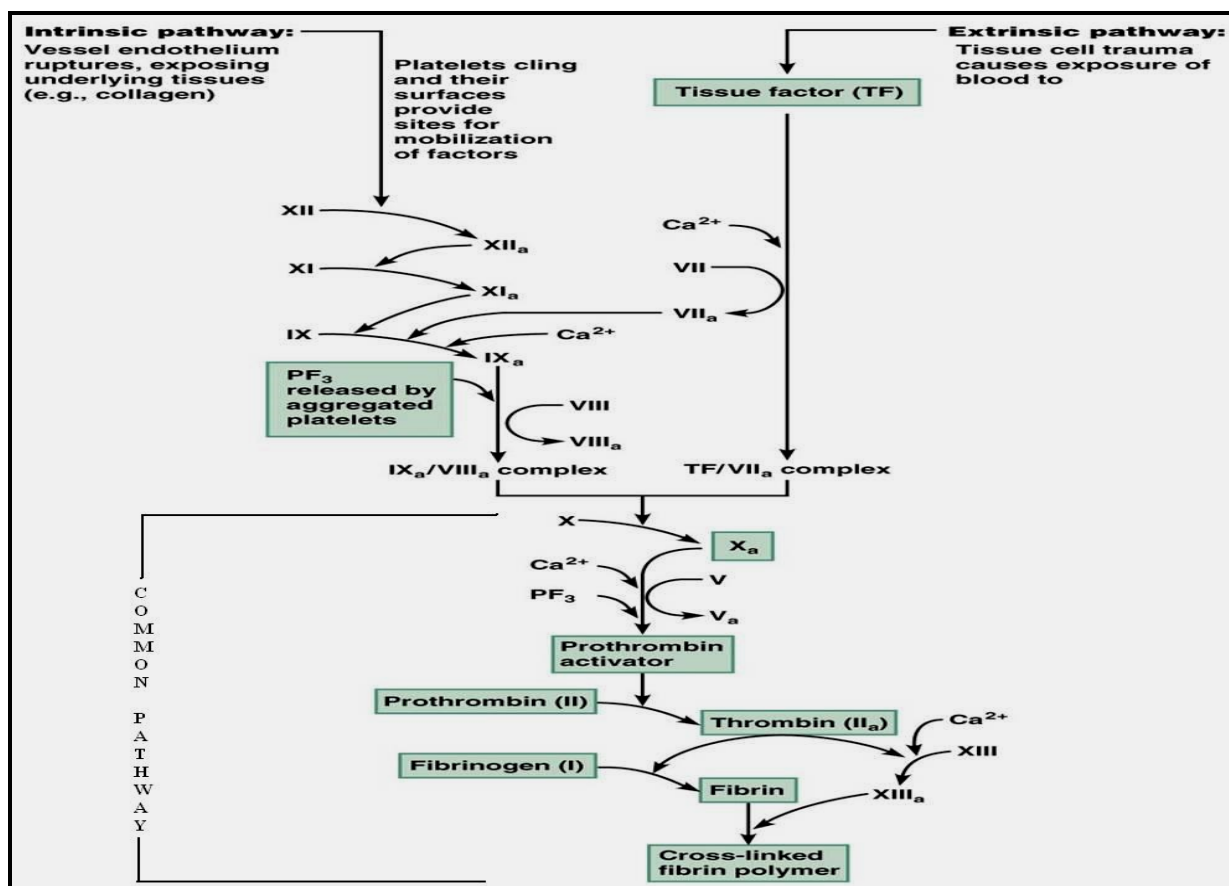 Intrinsic pathway:
Vessel endothelium
ruptures, exposing
underlying tissues
(e.g., collagen)
Platelets cling
and their
surfaces
provide
sites for
mobilization
of factors
Extrinsic pathway:
Tissue cell trauma
causes exposure of
blood to
Tissue factor (TF)
XII
XIIa
XI
XIa
IX
Ca2+
IXa
Ca2+
VII
VIIa
PF3
released by
aggregated
platelets
VIII
VIIIa
IXa/VIIIa complex
TF/VIIa complex
X
Xa
Ca2+
PF3
V
Va
Prothrombin
activator
Prothrombin (II)
Thrombin (IIa)
Ca2+
XIII
XIIIa
Fibrinogen (I)
Fibrin
Cross-linked
fibrin polymer
COMMON PATHWAY